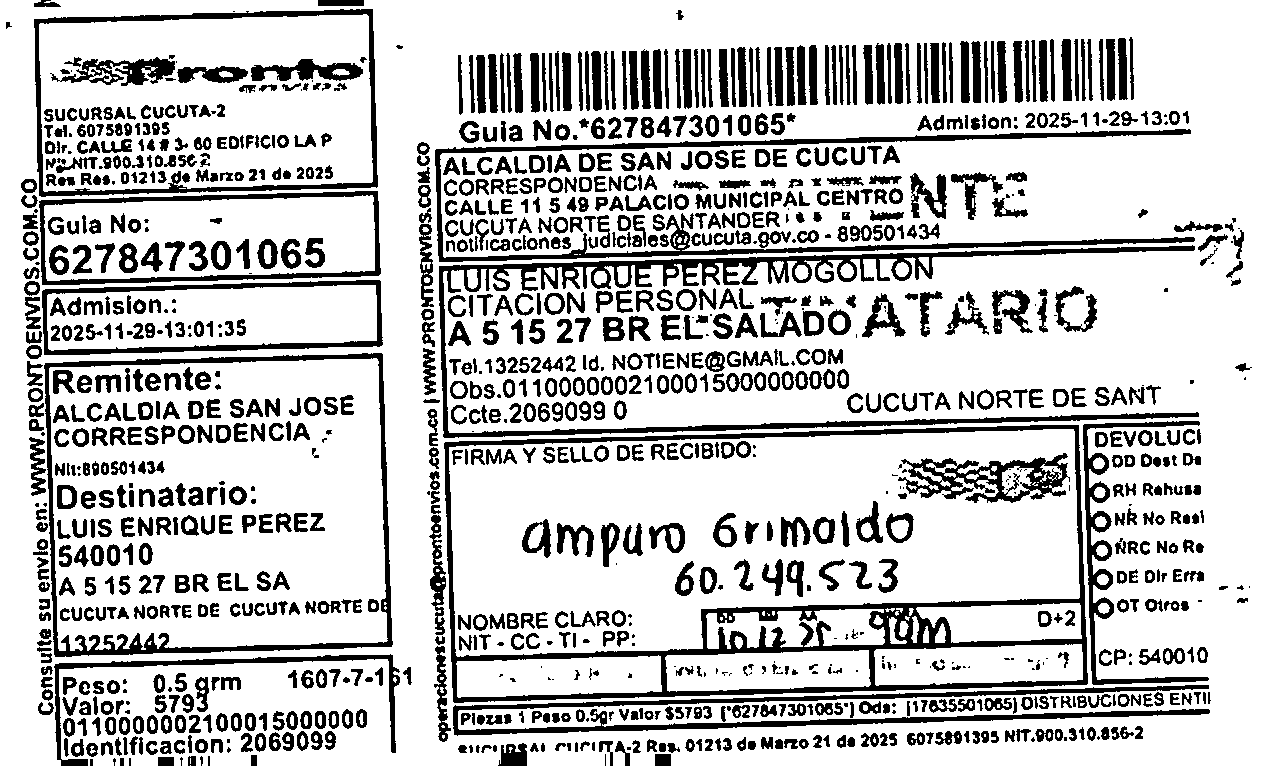 Pronto
envios
SUCURSAL CUCUTA-2
Tel. 6075891395
Dir. CALLE 14 # 3- 60 EDIFICIO LA P
NIT.900.310.856-2
Res Res. 01213 de Marzo 21 de 2025
Guia No:
627847301065
Admision.:
2025-11-29-13:01:35
Remitente:
ALCALDIA DE SAN JOSE
CORRESPONDENCIA
Nit:890501434
Destinatario:
LUIS ENRIQUE PEREZ
540010
A 5 15 27 BR EL SA
CUCUTA NORTE DE CUCUTA NORTE DE
13252442
Peso: 0.5 grm 1607-7-161
Valor: 5793
0110000002100015000000
Identificacion: 2069099
Consulte su envio en: WWW.PRONTOENVIOS.COM.CO
Guia No.*627847301065* Admision: 2025-11-29-13:01
ALCALDIA DE SAN JOSE DE CUCUTA
CORRESPONDENCIA
CALLE 11 5 49 PALACIO MUNICIPAL CENTRO
CUCUTA NORTE DE SANTANDER
notificaciones_judiciales@cucuta.gov.co - 890501434
NTE
LUIS ENRIQUE PEREZ MOGOLLON
CITACION PERSONAL
A 5 15 27 BR EL SALADO
ATARIO
Tel.13252442 Id. NOTIENE@GMAIL.COM
Obs.0110000002100015000000000
Ccte.2069099 0 CUCUTA NORTE DE SANT
FIRMA Y SELLO DE RECIBIDO:
Amparo Grimaldo
60.249.523
NOMBRE CLARO:
NIT - CC - TI - PP:
DD AA HORA
10 12 25 9am
D+2
DEVOLUCI
DD Dest De
RH Rehusa
NR No Resi
NRC No Re
DE Dir Erra
OT Otros
CP: 540010
Piezas 1 Peso 0.5gr Valor $5793 (*627847301065*) Ods: [17635501065] DISTRIBUCIONES ENTI
SUCURSAL CUCUTA-2 Res. 01213 de Marzo 21 de 2025 6075891395 NIT.900.310.856-2
operacionescucuta@prontoenvios.com.co | WWW.PRONTOENVIOS.COM.CO